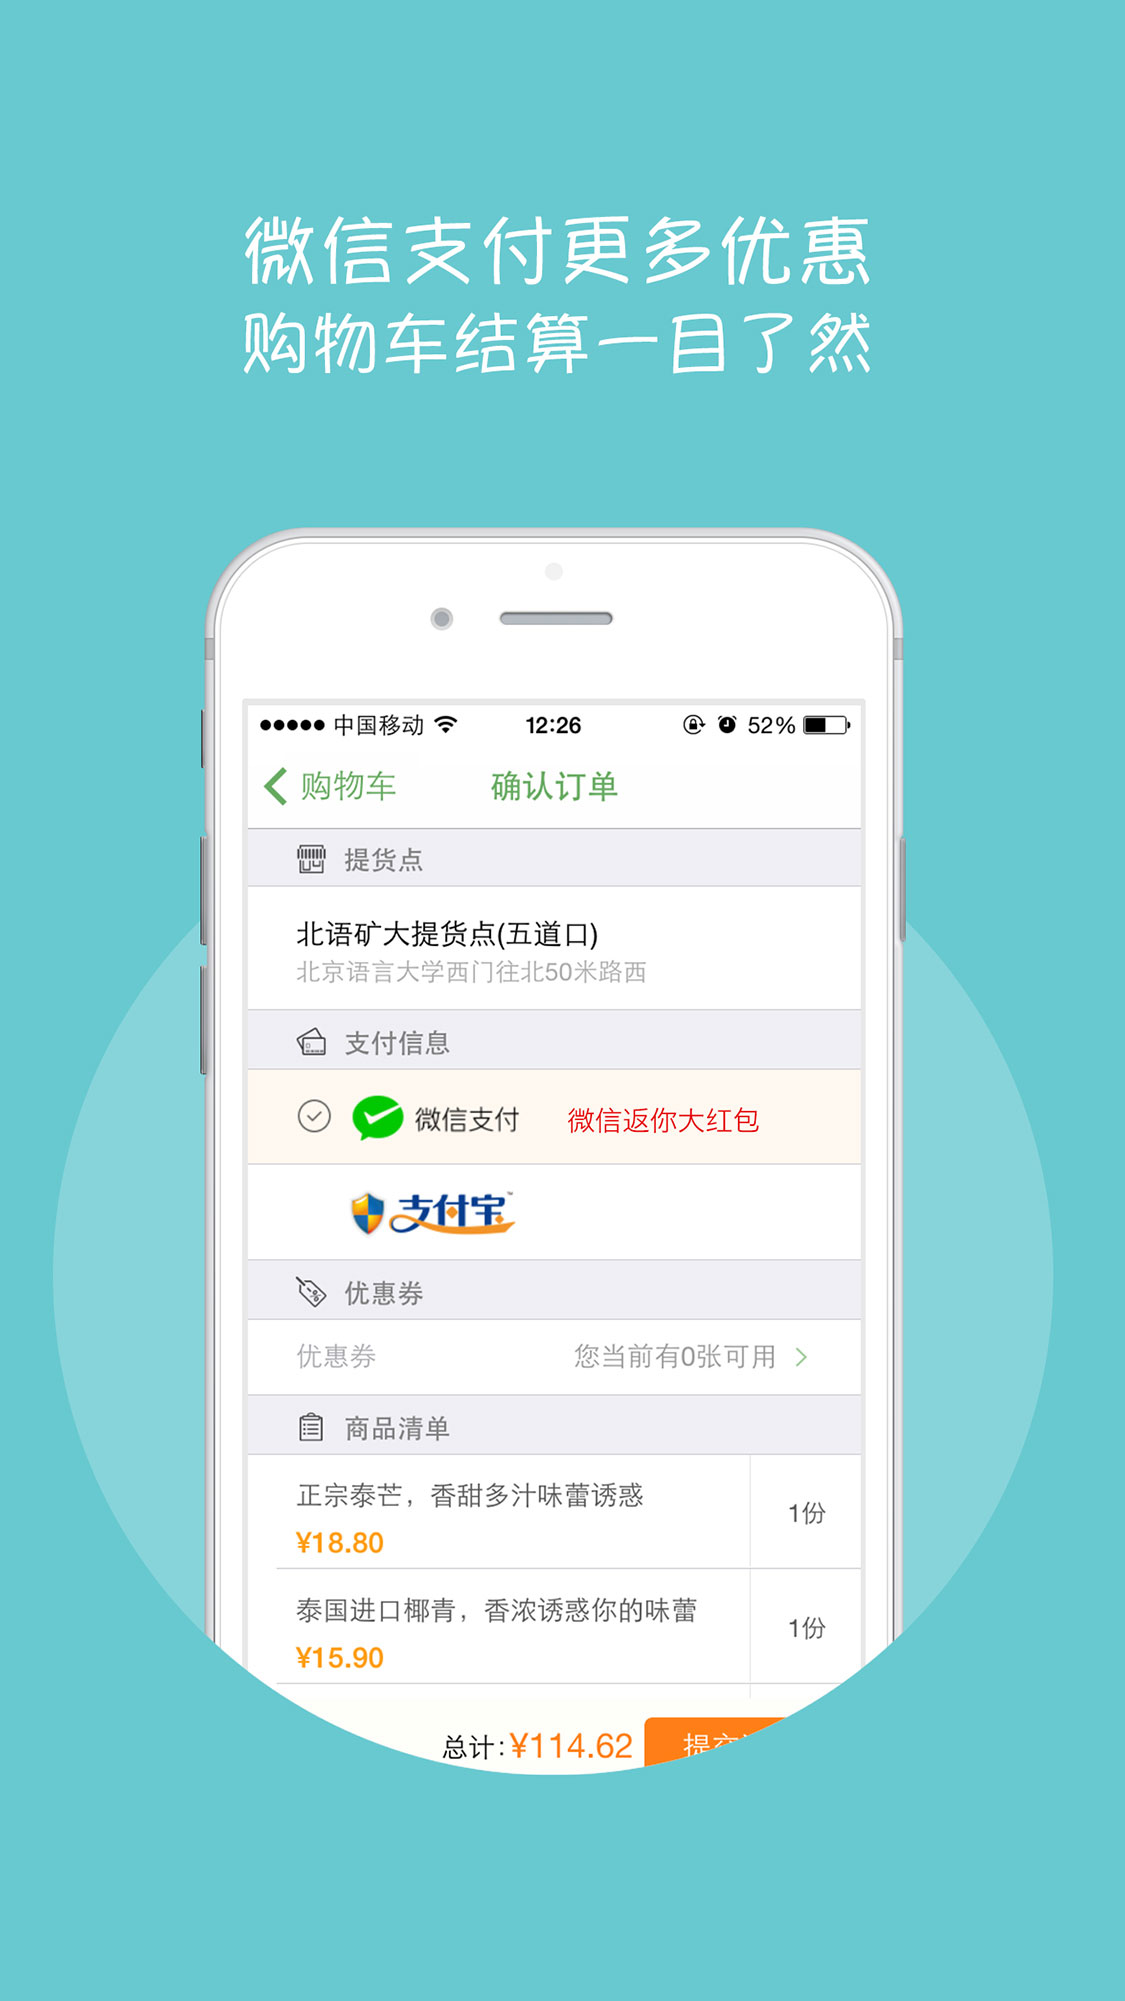 微信支付更多优惠
购物车结算一目了然
中国移动 12:26 52%
购物车 确认订单
提货点
北语矿大提货点(五道口)
北京语言大学西门往北50米路西
支付信息
微信支付 微信返你大红包
支付宝™
优惠券
优惠券 您当前有0张可用
商品清单
正宗泰芒，香甜多汁味蕾诱惑
¥18.80
1份
泰国进口椰青，香浓诱惑你的味蕾
¥15.90
1份
总计:¥114.62 提交